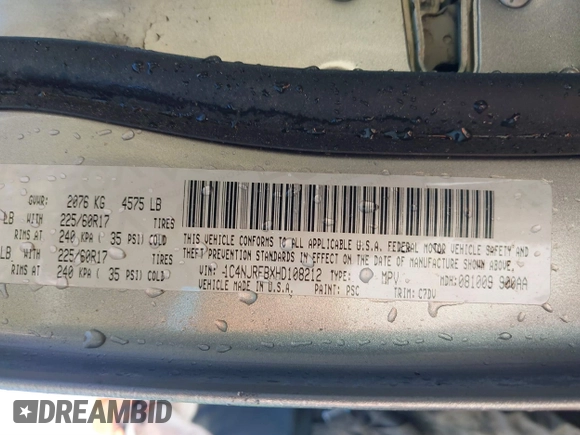 GVWR: 2076 KG 4575 LB
LB WITH 225/60R17 TIRES
RIMS AT 240 KPA ( 35 PSI) COLD
LB WITH 225/60R17 TIRES
RIMS AT 240 KPA ( 35 PSI) COLD
THIS VEHICLE CONFORMS TO ALL APPLICABLE U.S.A. FEDERAL MOTOR VEHICLE SAFETY AND
THEFT PREVENTION STANDARDS IN EFFECT ON THE DATE OF MANUFACTURE SHOWN ABOVE.
VIN: 1C4NJRFBXHD108212 TYPE: MPV
VEHICLE MADE IN U.S.A. PAINT: PSC MDH:081009 900AA
TRIM: C7DV
DREAMBID